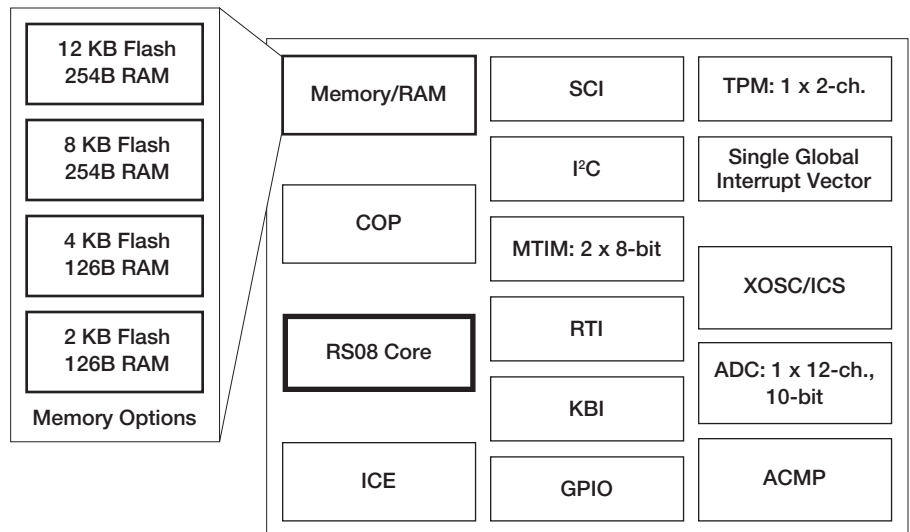 12 KB Flash
254B RAM
8 KB Flash
254B RAM
4 KB Flash
126B RAM
2 KB Flash
126B RAM
Memory Options
Memory/RAM
COP
RS08 Core
ICE
SCI
I²C
MTIM: 2 x 8-bit
RTI
KBI
GPIO
TPM: 1 x 2-ch.
Single Global
Interrupt Vector
XOSC/ICS
ADC: 1 x 12-ch.,
10-bit
ACMP